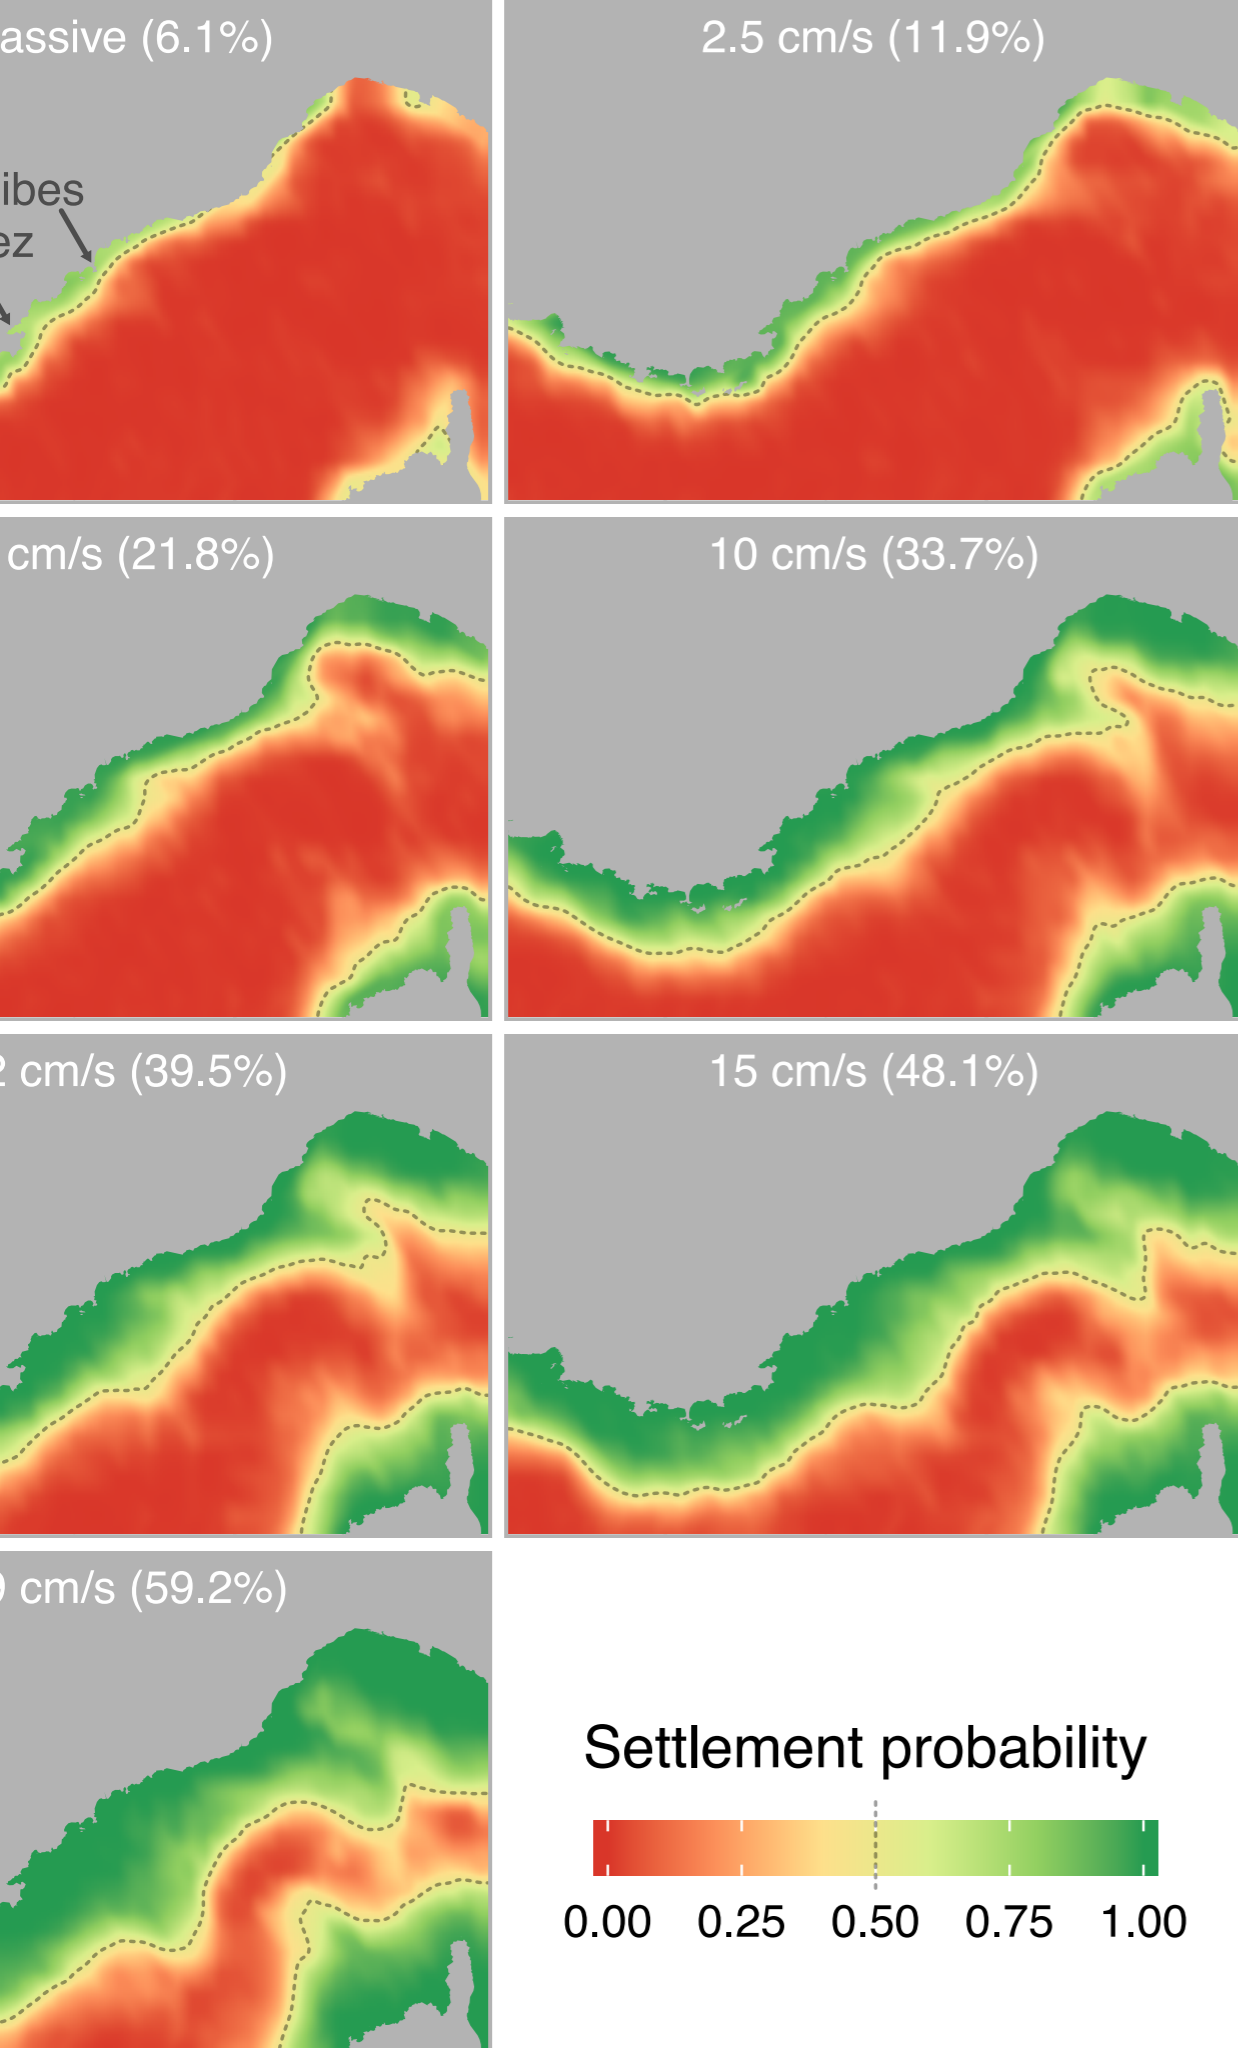 assive (6.1%)
2.5 cm/s (11.9%)
ibes
ez
cm/s (21.8%)
10 cm/s (33.7%)
2 cm/s (39.5%)
15 cm/s (48.1%)
9 cm/s (59.2%)
Settlement probability
0.00 0.25 0.50 0.75 1.00